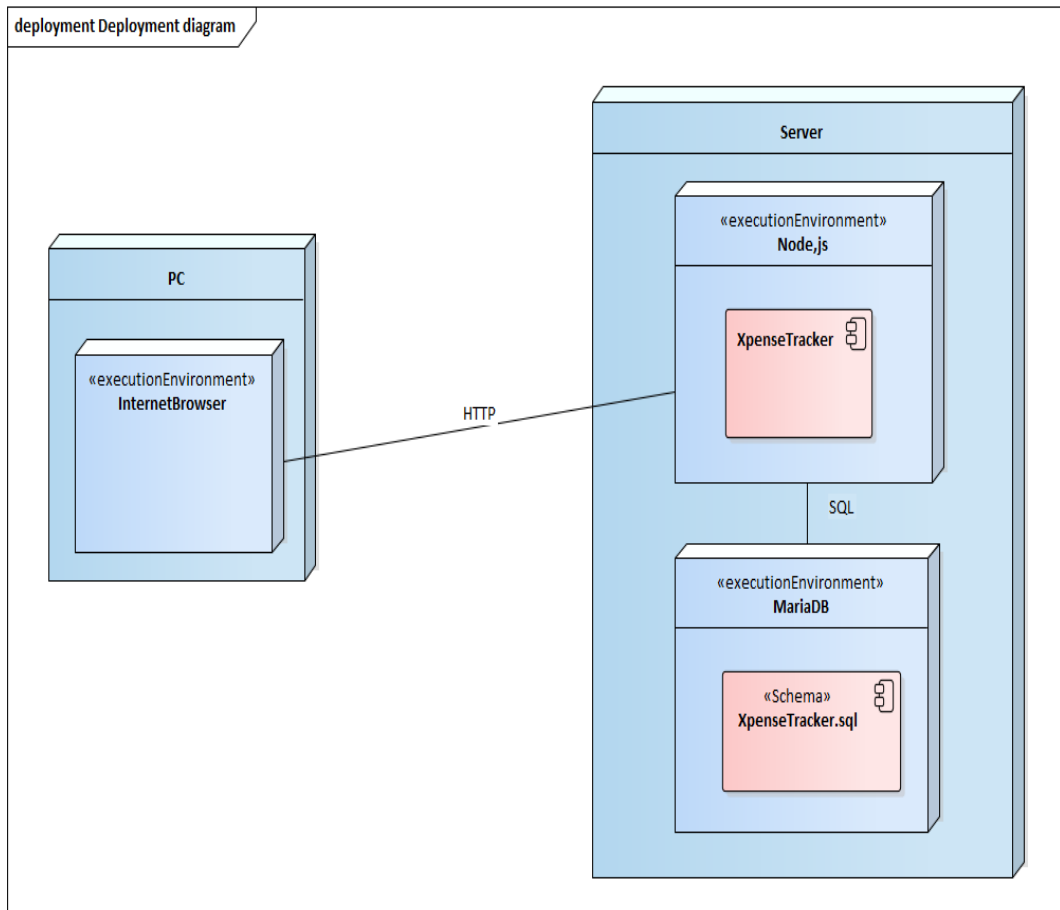 deployment Deployment diagram
Server
«executionEnvironment»
Node,js
XpenseTracker
PC
«executionEnvironment»
InternetBrowser
HTTP
SQL
«executionEnvironment»
MariaDB
«Schema»
XpenseTracker.sql